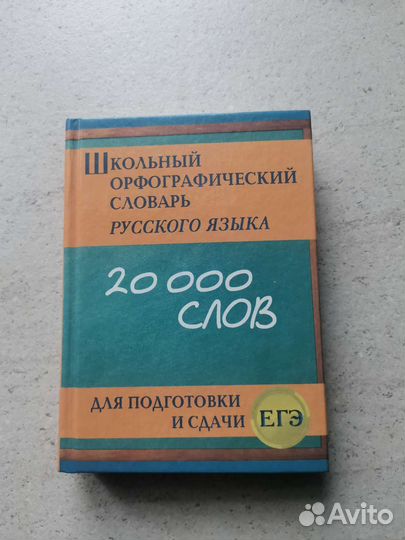 Школьный
орфографический
словарь
русского языка
20 000
слов
для подготовки
и сдачи ЕГЭ
Avito